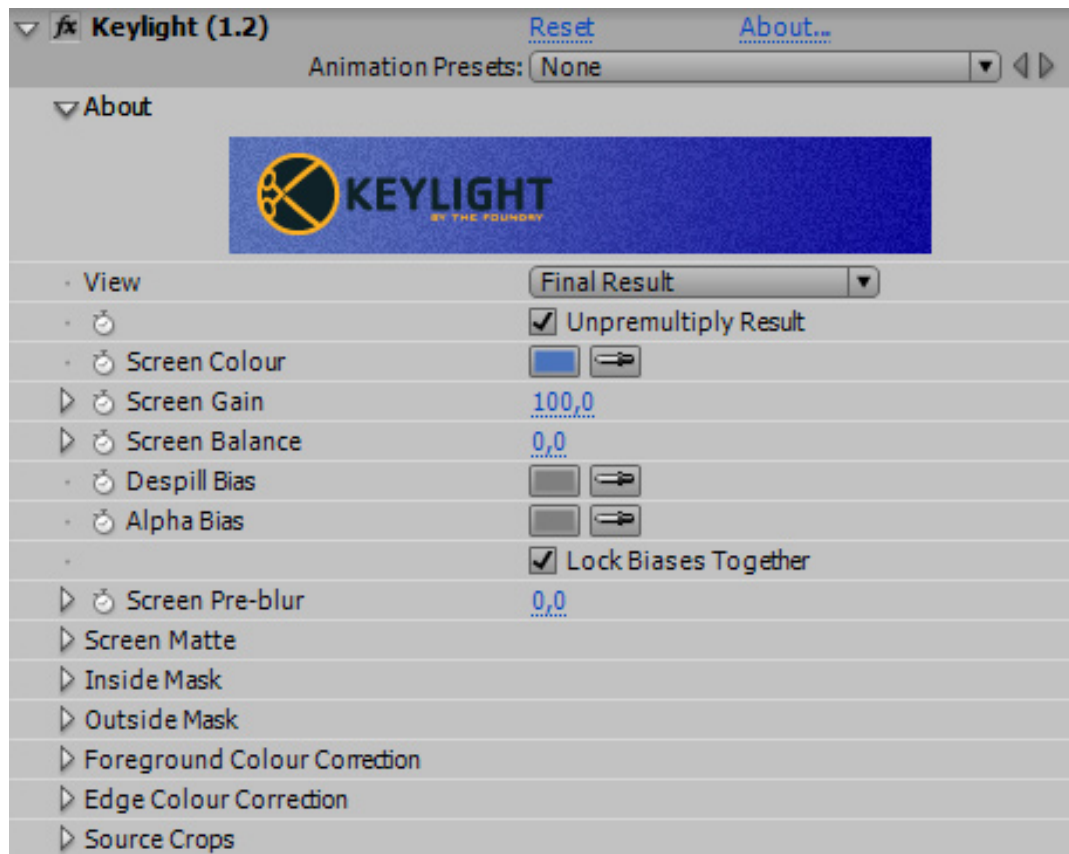 fx Keylight (1.2) Reset About...
Animation Presets: None
About
KEYLIGHT
BY THE FOUNDRY
View Final Result
Unpremultiply Result
Screen Colour
Screen Gain 100,0
Screen Balance 0,0
Despill Bias
Alpha Bias
Lock Biases Together
Screen Pre-blur 0,0
Screen Matte
Inside Mask
Outside Mask
Foreground Colour Correction
Edge Colour Correction
Source Crops